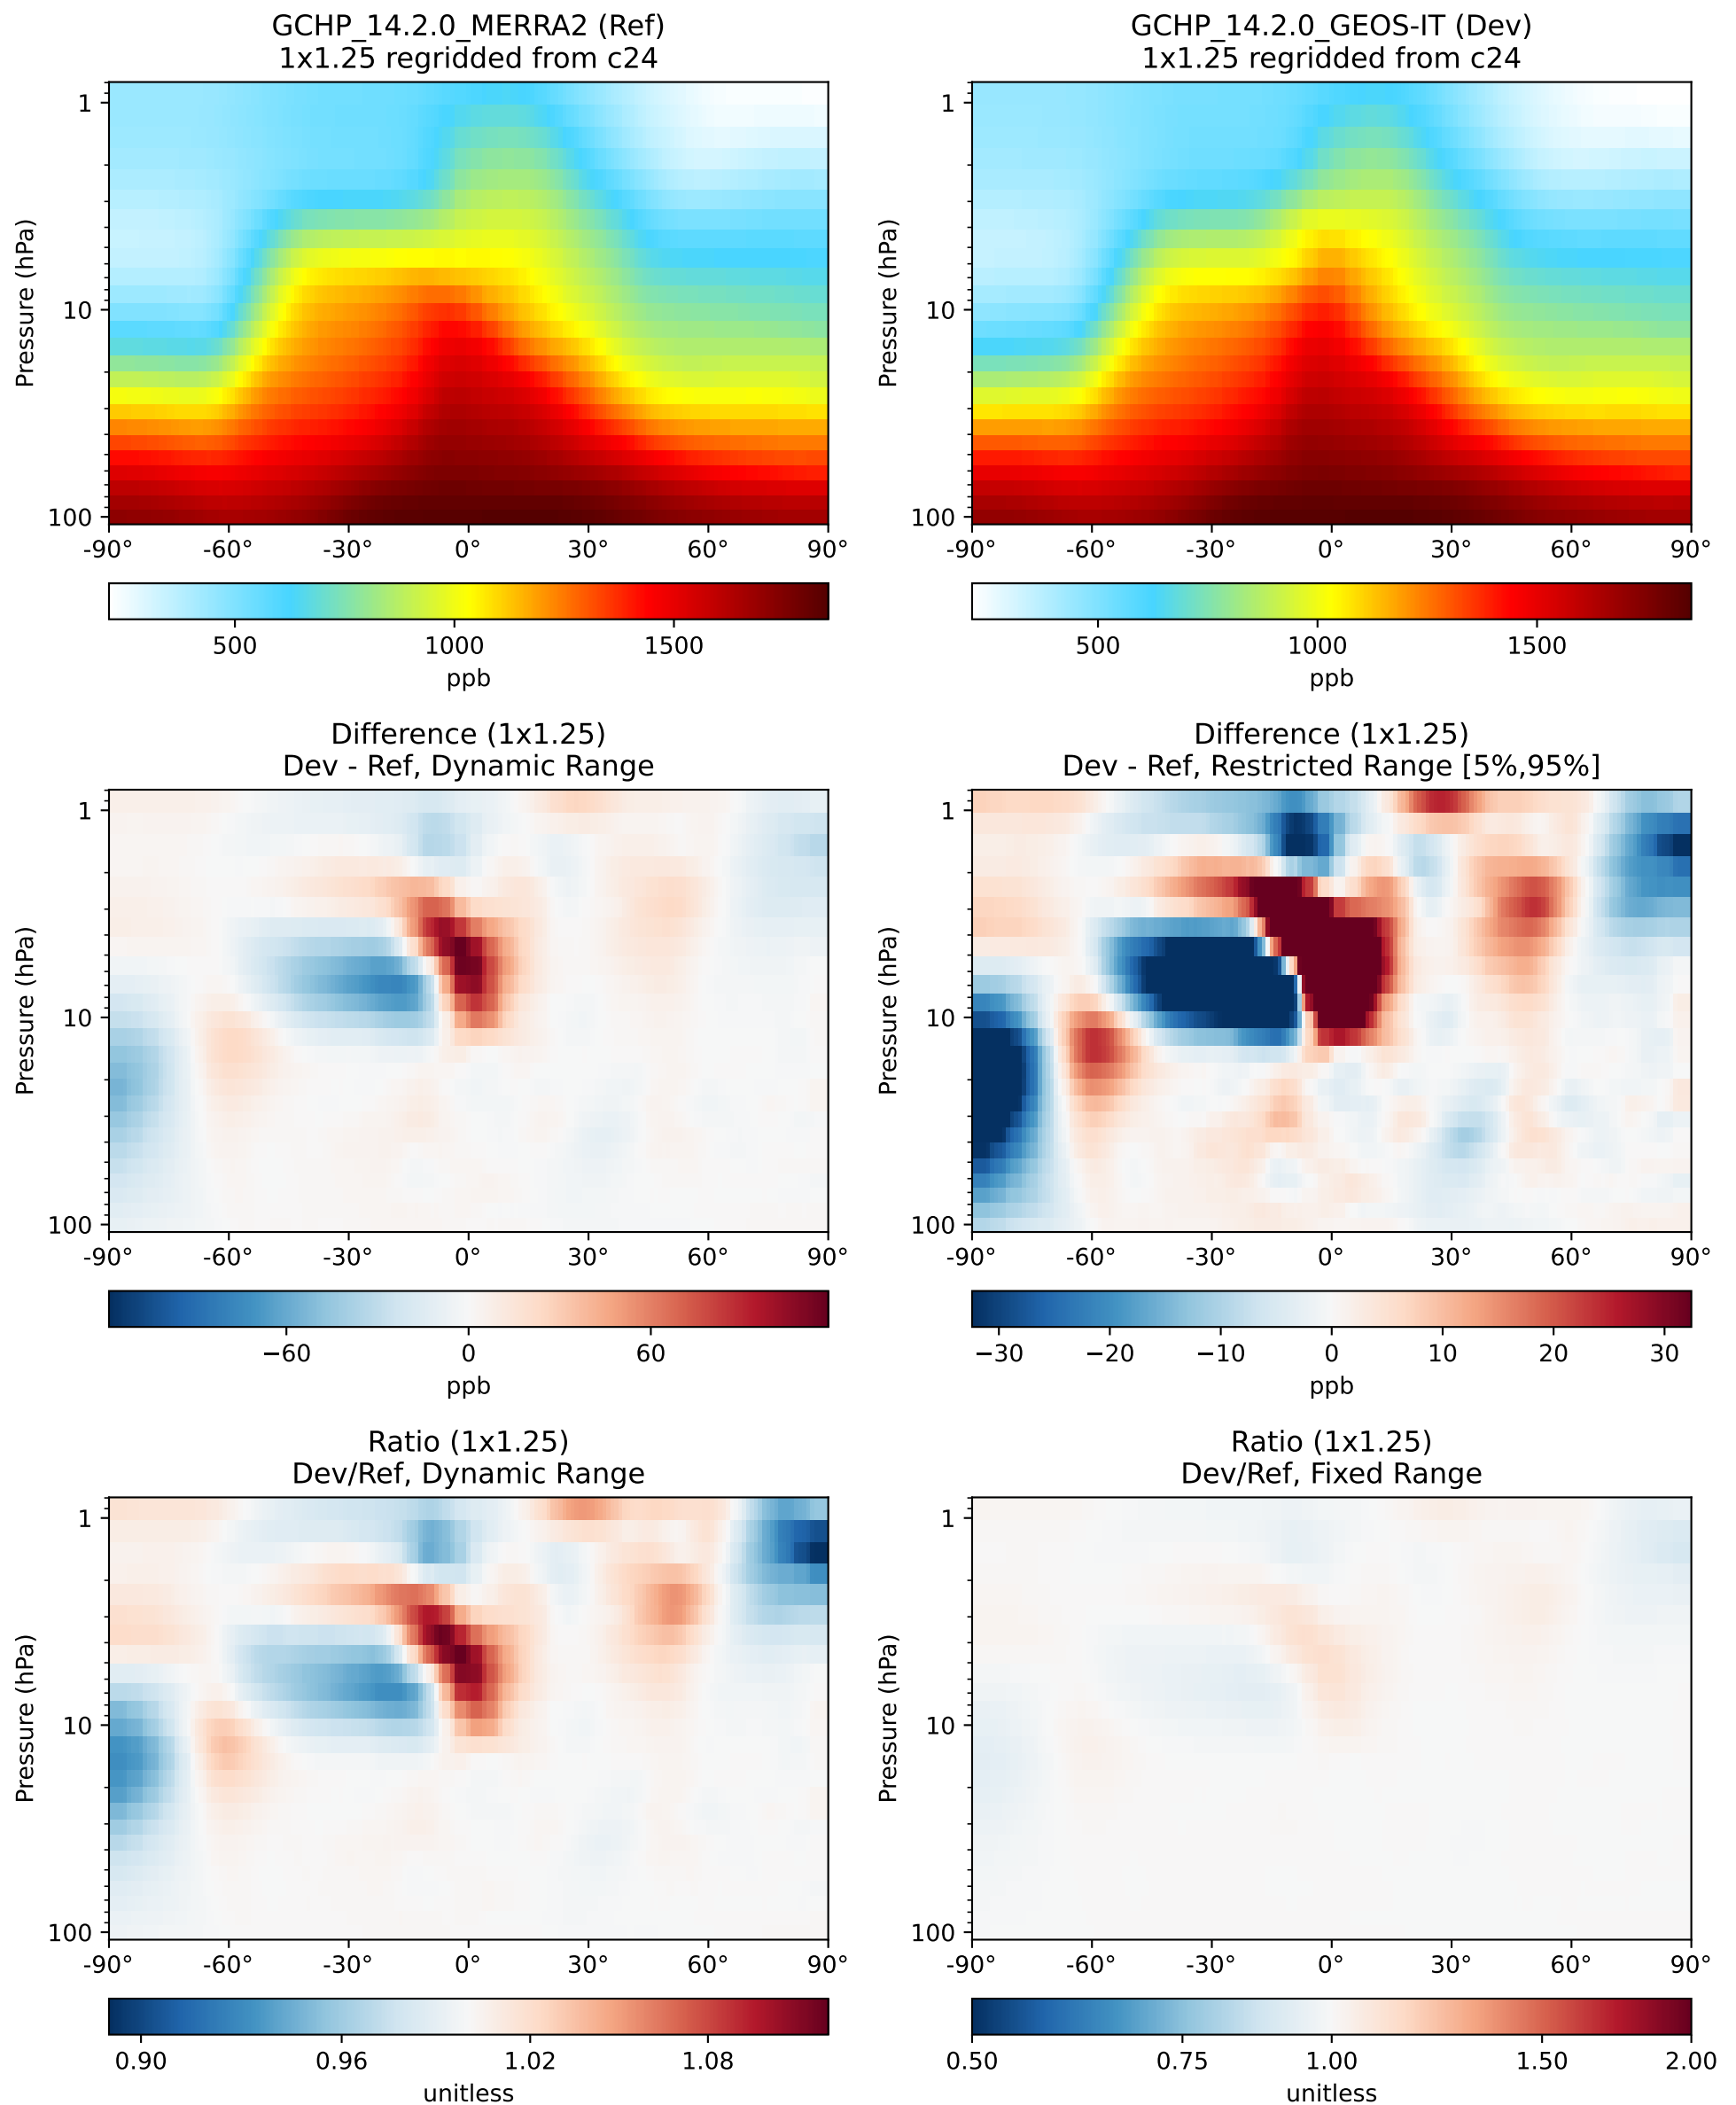 GCHP_14.2.0_MERRA2 (Ref)
1x1.25 regridded from c24
Pressure (hPa)
1
10
100
-90° -60° -30° 0° 30° 60° 90°
500 1000 1500
ppb
GCHP_14.2.0_GEOS-IT (Dev)
1x1.25 regridded from c24
Pressure (hPa)
1
10
100
-90° -60° -30° 0° 30° 60° 90°
500 1000 1500
ppb
Difference (1x1.25)
Dev - Ref, Dynamic Range
Pressure (hPa)
1
10
100
-90° -60° -30° 0° 30° 60° 90°
−60 0 60
ppb
Difference (1x1.25)
Dev - Ref, Restricted Range [5%,95%]
Pressure (hPa)
1
10
100
-90° -60° -30° 0° 30° 60° 90°
−30 −20 −10 0 10 20 30
ppb
Ratio (1x1.25)
Dev/Ref, Dynamic Range
Pressure (hPa)
1
10
100
-90° -60° -30° 0° 30° 60° 90°
0.90 0.96 1.02 1.08
unitless
Ratio (1x1.25)
Dev/Ref, Fixed Range
Pressure (hPa)
1
10
100
-90° -60° -30° 0° 30° 60° 90°
0.50 0.75 1.00 1.50 2.00
unitless